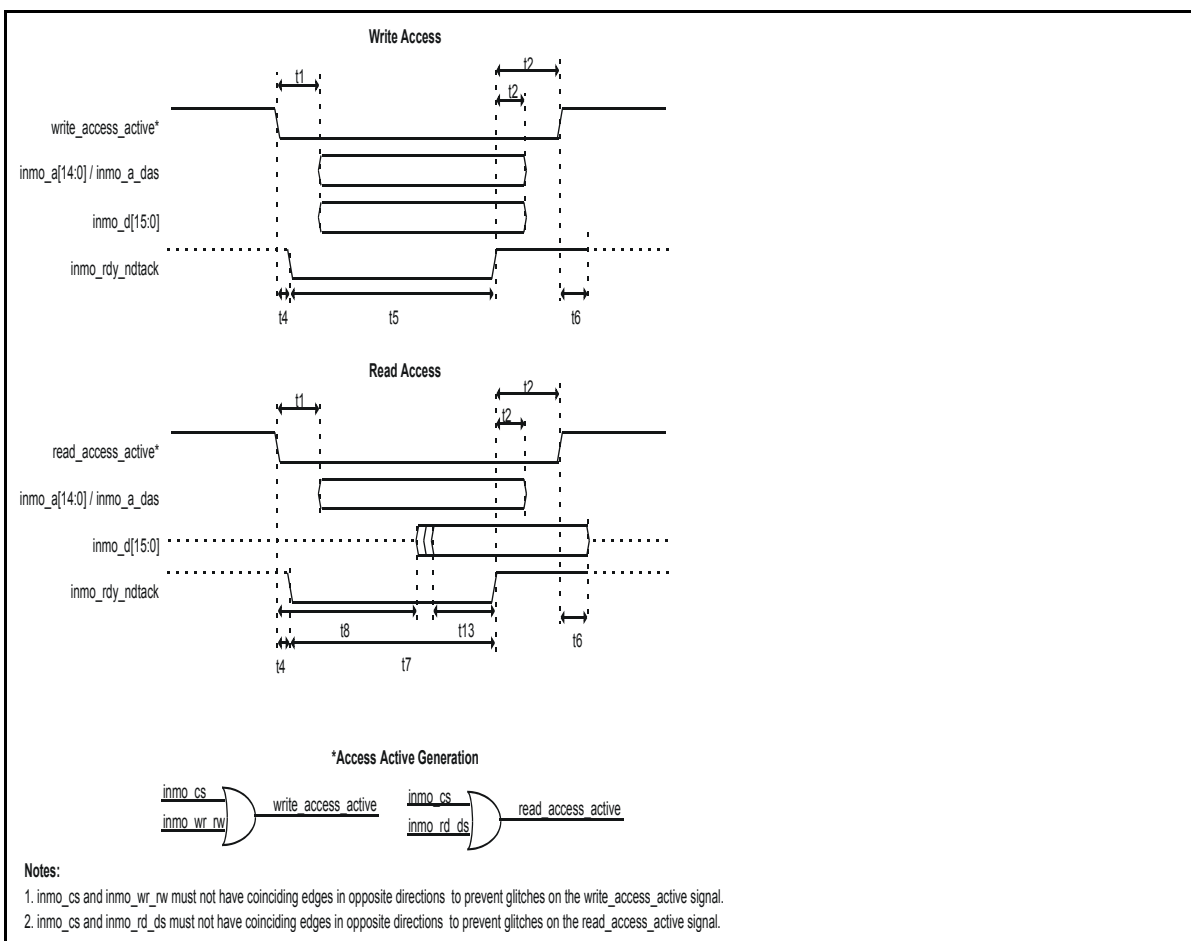 Write Access
t2
t1
t2
write_access_active*
inmo_a[14:0] / inmo_a_das
inmo_d[15:0]
inmo_rdy_ndtack
t4 t5 t6
Read Access
t2
t1 t2
read_access_active*
inmo_a[14:0] / inmo_a_das
inmo_d[15:0]
inmo_rdy_ndtack
t8 t13 t6
t4 t7
*Access Active Generation
inmo_cs inmo_cs
write_access_active read_access_active
inmo_wr_rw inmo_rd_ds
Notes:
1. inmo_cs and inmo_wr_rw must not have coinciding edges in opposite directions to prevent glitches on the write_access_active signal.
2. inmo_cs and inmo_rd_ds must not have coinciding edges in opposite directions to prevent glitches on the read_access_active signal.